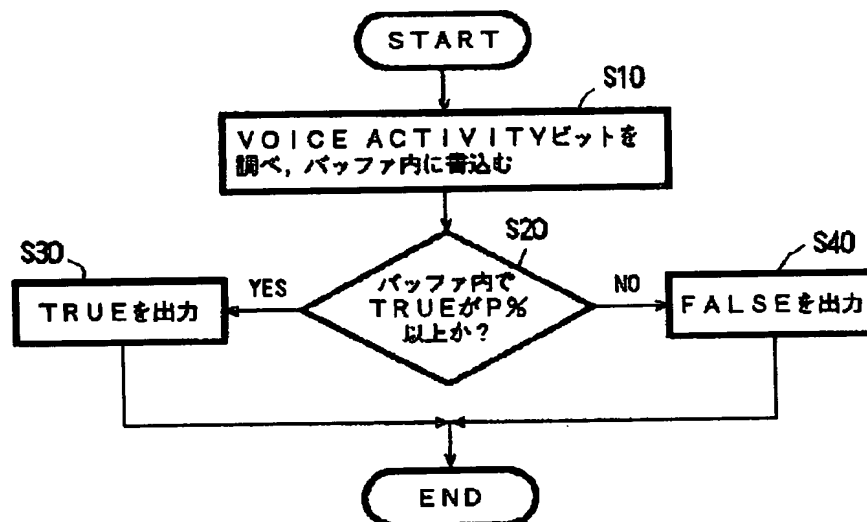 START
S10
VOICE ACTIVITYビットを
調べ，バッファ内に書込む
S20
バッファ内で
TRUEがP％
以上か？
S30
YES
TRUEを出力
S40
NO
FALSEを出力
END